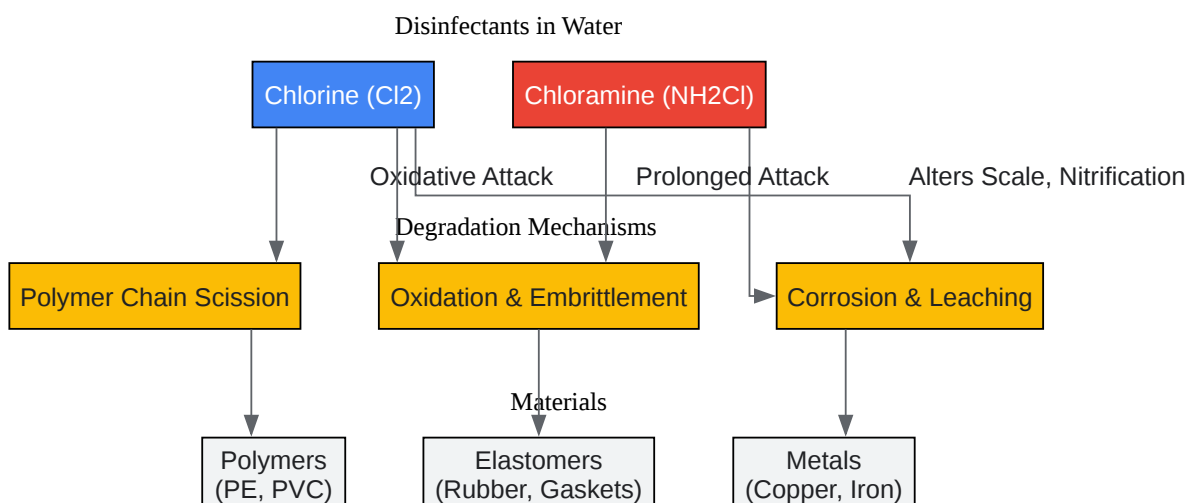 Disinfectants in Water
Chlorine (Cl2)
Chloramine (NH2Cl)
Oxidative Attack
Prolonged Attack
Alters Scale, Nitrification
Degradation Mechanisms
Polymer Chain Scission
Oxidation & Embrittlement
Corrosion & Leaching
Materials
Polymers
(PE, PVC)
Elastomers
(Rubber, Gaskets)
Metals
(Copper, Iron)